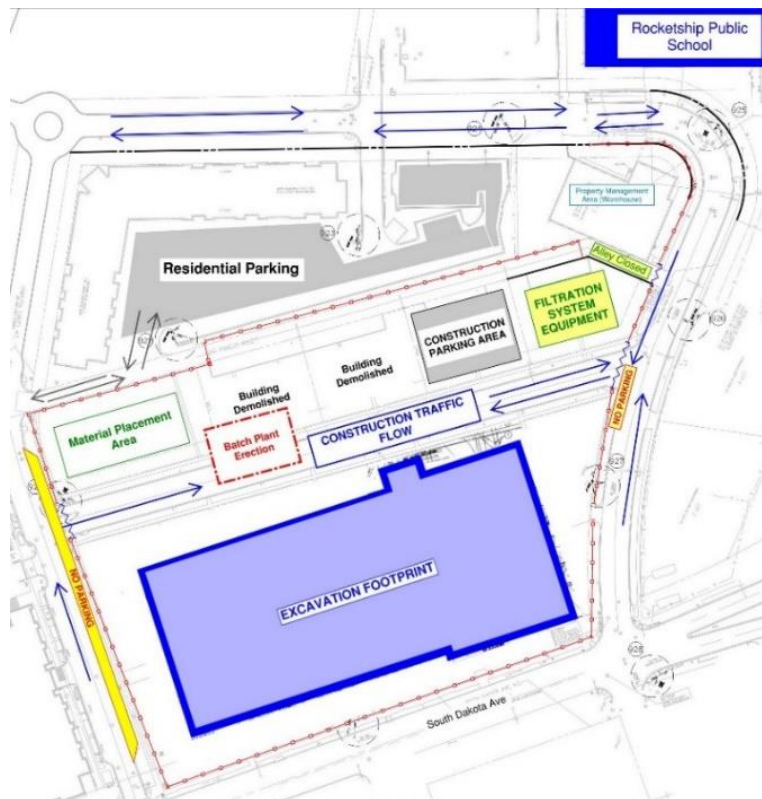 Rocketship Public
School
Property Management
Area (Warehouse)
Alley Closed
Residential Parking
FILTRATION
SYSTEM
EQUIPMENT
CONSTRUCTION
PARKING AREA
Building
Demolished
Building
Demolished
NO PARKING
Material Placement
Area
Batch Plant
Erection
CONSTRUCTION TRAFFIC
FLOW
NO PARKING
EXCAVATION FOOTPRINT
South Dakota Ave